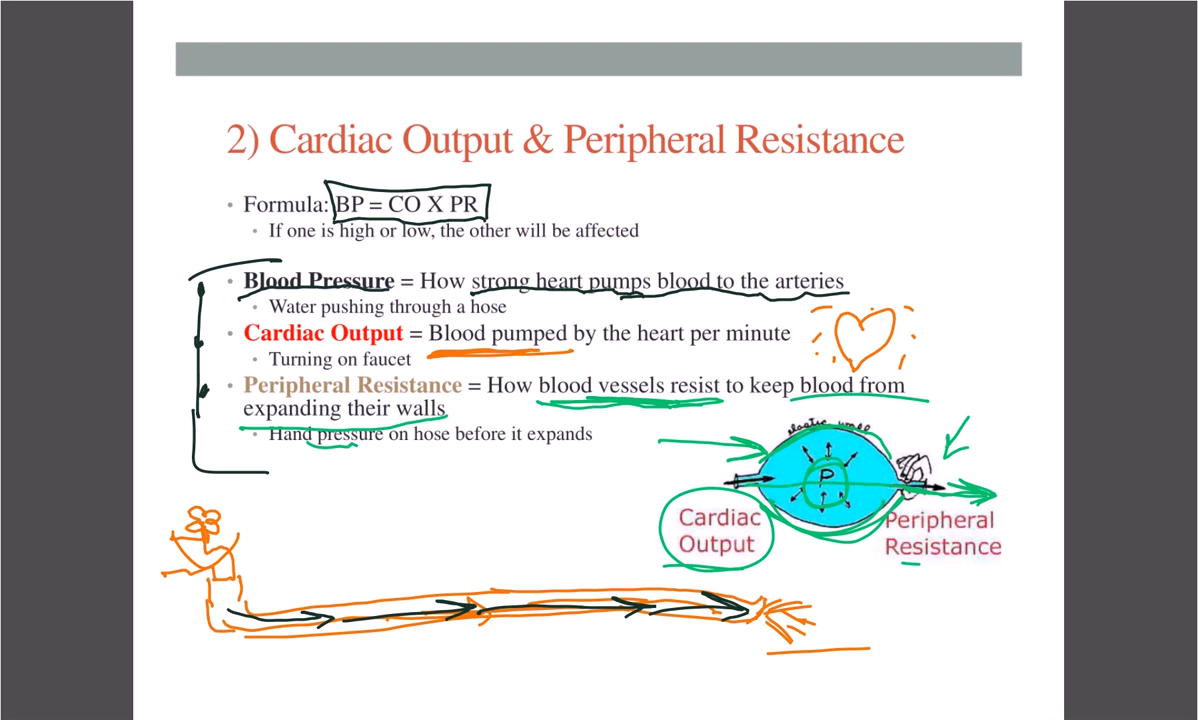 2) Cardiac Output & Peripheral Resistance
• Formula: BP = CO X PR
• If one is high or low, the other will be affected
• Blood Pressure = How strong heart pumps blood to the arteries
• Water pushing through a hose
• Cardiac Output = Blood pumped by the heart per minute
• Turning on faucet
• Peripheral Resistance = How blood vessels resist to keep blood from
expanding their walls
• Hand pressure on hose before it expands
elastic
P
Cardiac
Output
Peripheral
Resistance